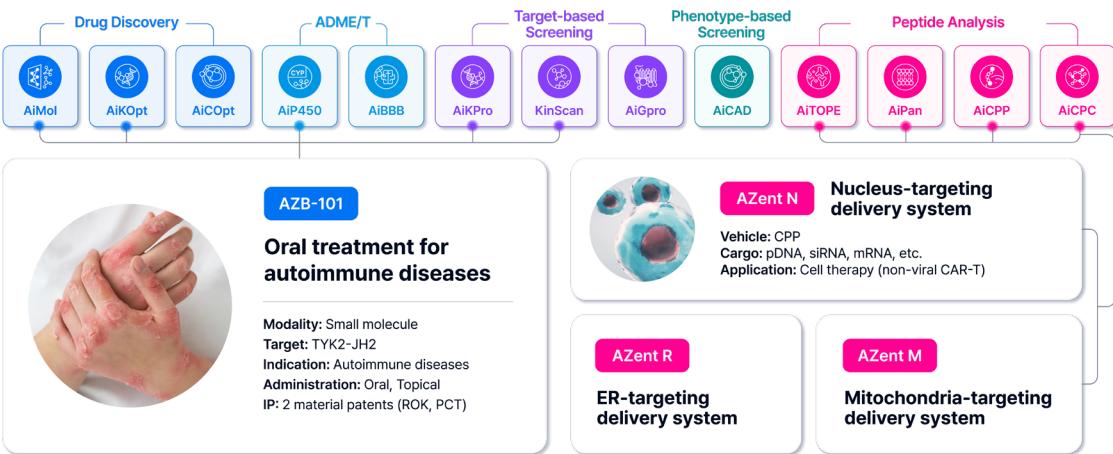 Drug Discovery
ADME/T
Target-based
Screening
Phenotype-based
Screening
Peptide Analysis
AiMol
AiKOpt
AiCOpt
CYP
AiP450
AiBBB
AiKPro
KinScan
AiGpro
AiCAD
AiTOPE
AiPan
AiCPP
AiCPC
AZB-101
Oral treatment for
autoimmune diseases
Modality: Small molecule
Target: TYK2-JH2
Indication: Autoimmune diseases
Administration: Oral, Topical
IP: 2 material patents (ROK, PCT)
AZent N
Nucleus-targeting
delivery system
Vehicle: CPP
Cargo: pDNA, siRNA, mRNA, etc.
Application: Cell therapy (non-viral CAR-T)
AZent R
ER-targeting
delivery system
AZent M
Mitochondria-targeting
delivery system